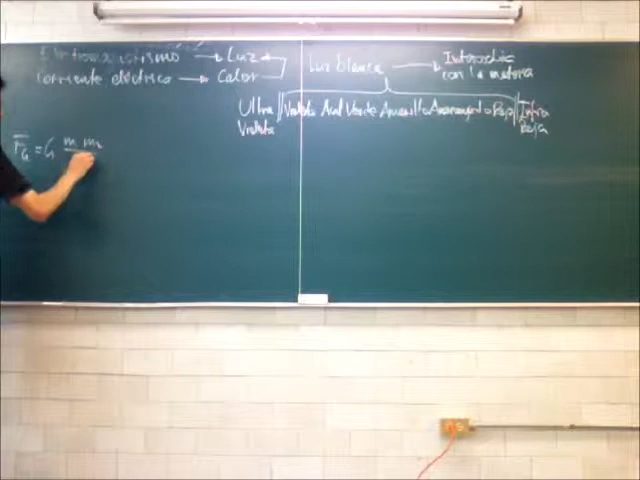 Electromagnetismo → Luz
Corriente eléctrica → Calor
Luz blanca → Interacción
con la materia
Ultra
Violeta
Violeta Azul Verde Amarillo Anaranjado Rojo
Infra
Roja
F_G = G m m₂